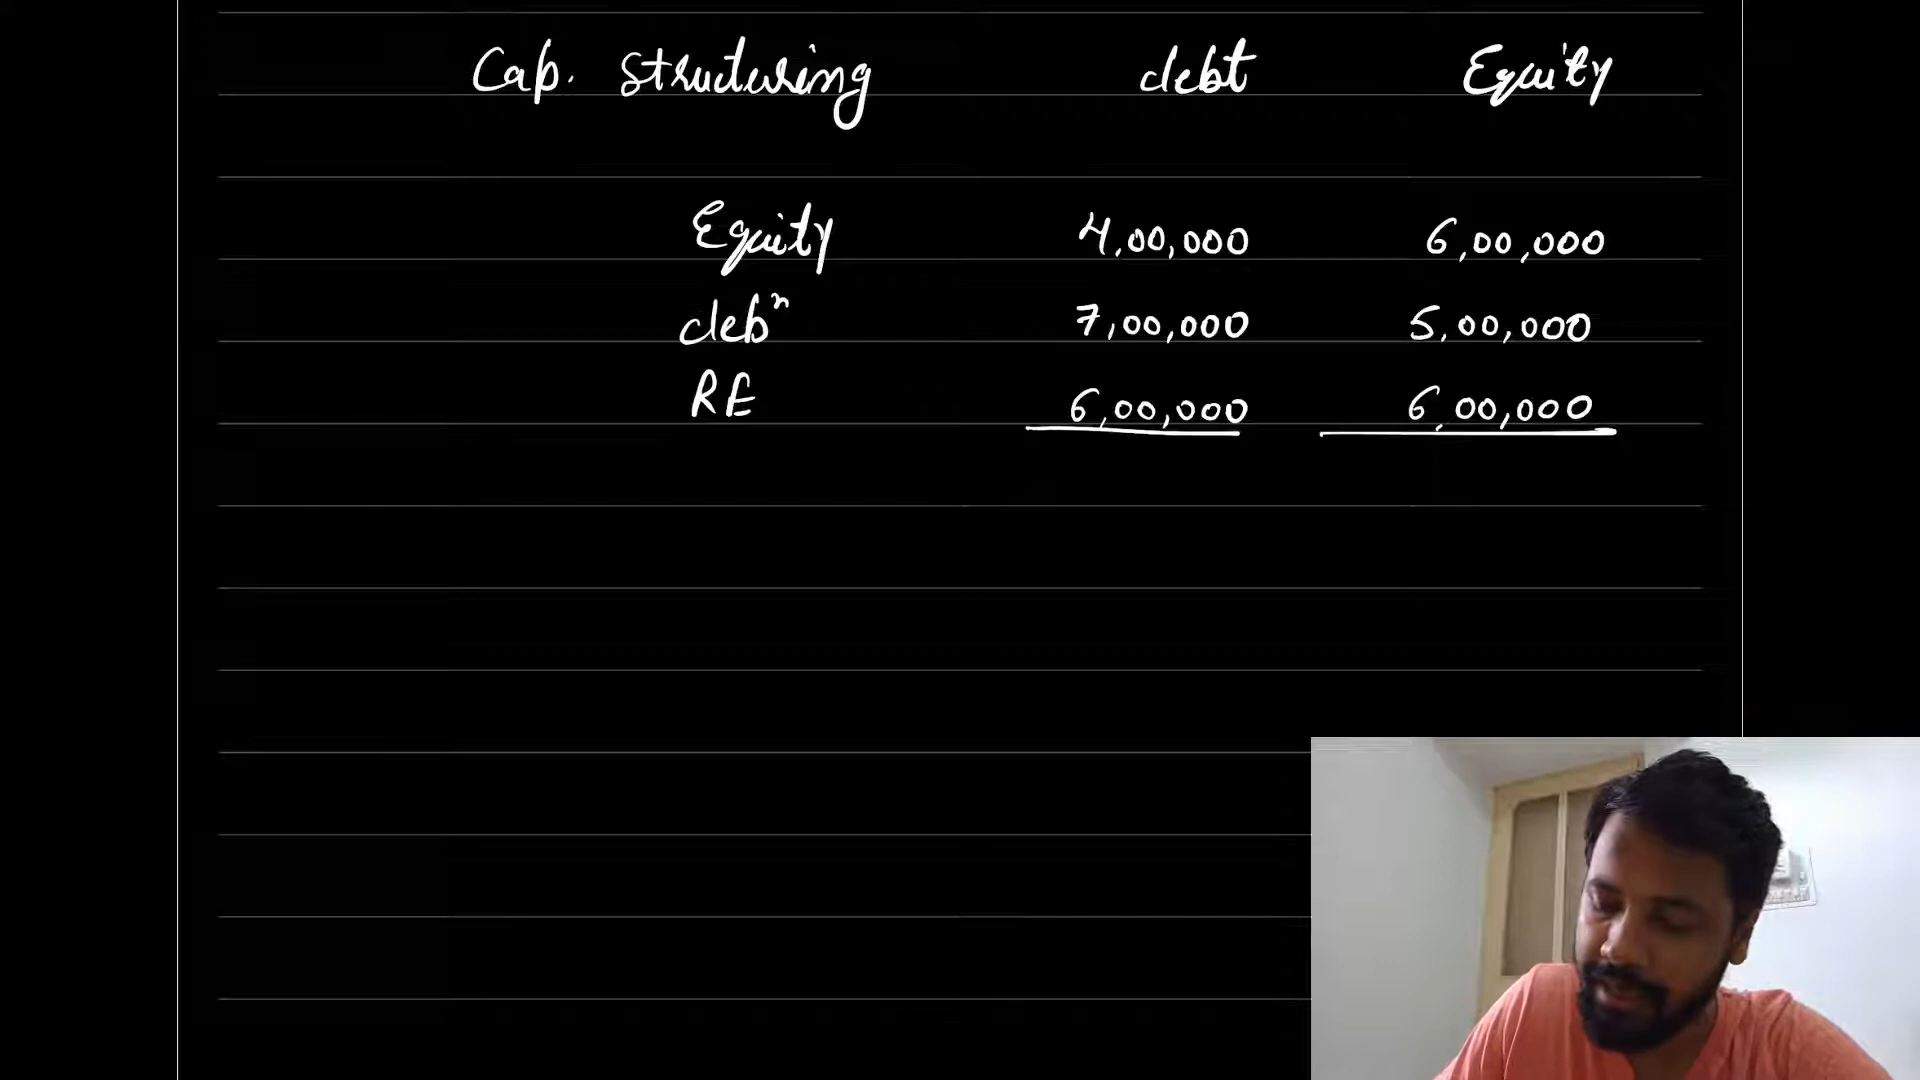 Cap. Structuring debt Equity
Equity 4,00,000 6,00,000
debⁿ 7,00,000 5,00,000
RE 6,00,000 6,00,000